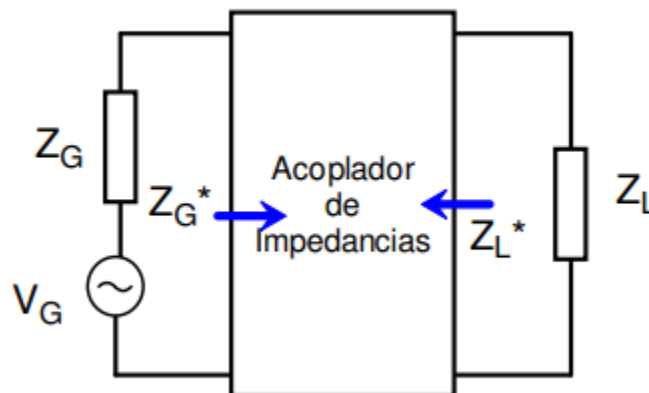 Z_G
Z_G*
V_G
Acoplador
de
Impedancias
Z_L*
Z_L